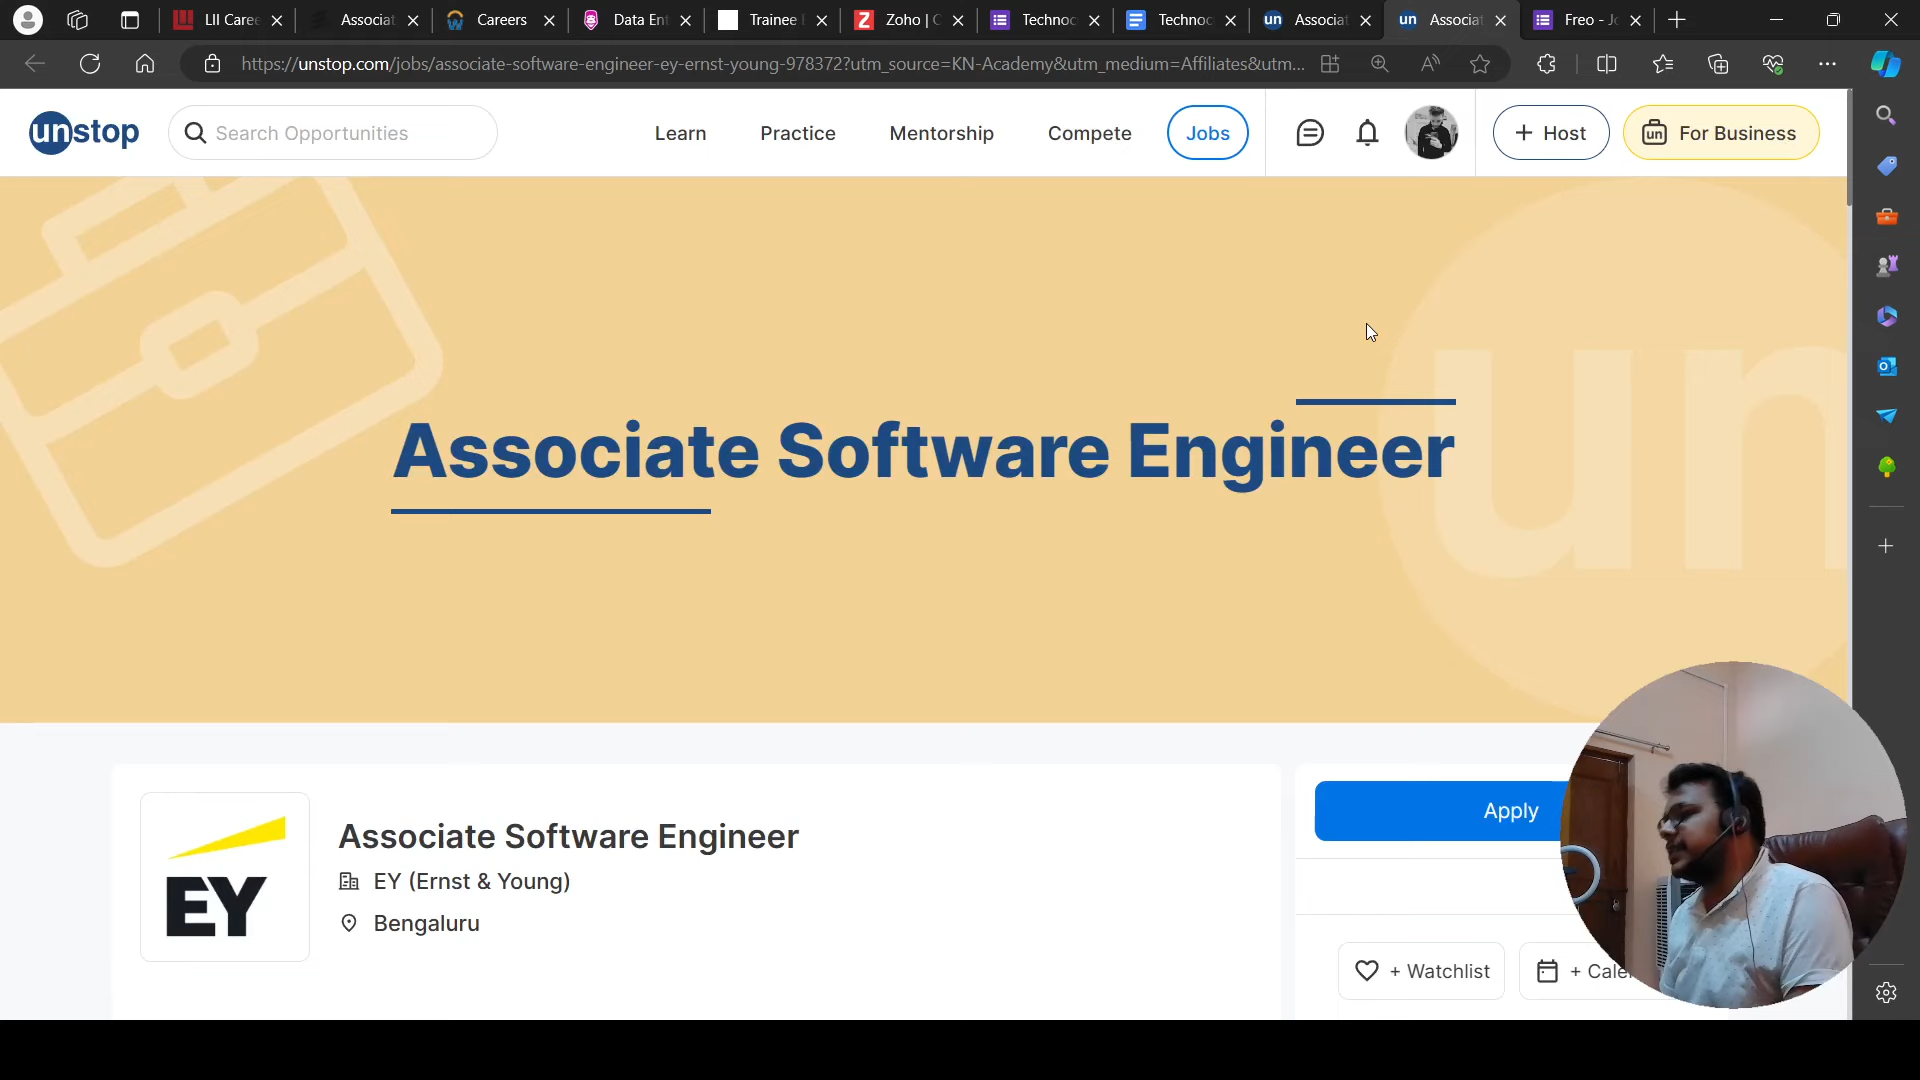 LII Caree
Associat
Careers
Data Ent
Trainee
Zoho | C
Technoc
Technoc
Associat
Associat
Freo - Jo
https://unstop.com/jobs/associate-software-engineer-ey-ernst-young-978372?utm_source=KN-Academy&utm_medium=Affiliates&utm...
unstop
Search Opportunities
Learn
Practice
Mentorship
Compete
Jobs
+ Host
un For Business
un
Associate Software Engineer
EY
Associate Software Engineer
EY (Ernst & Young)
Bengaluru
Apply
+ Watchlist
+ Cale